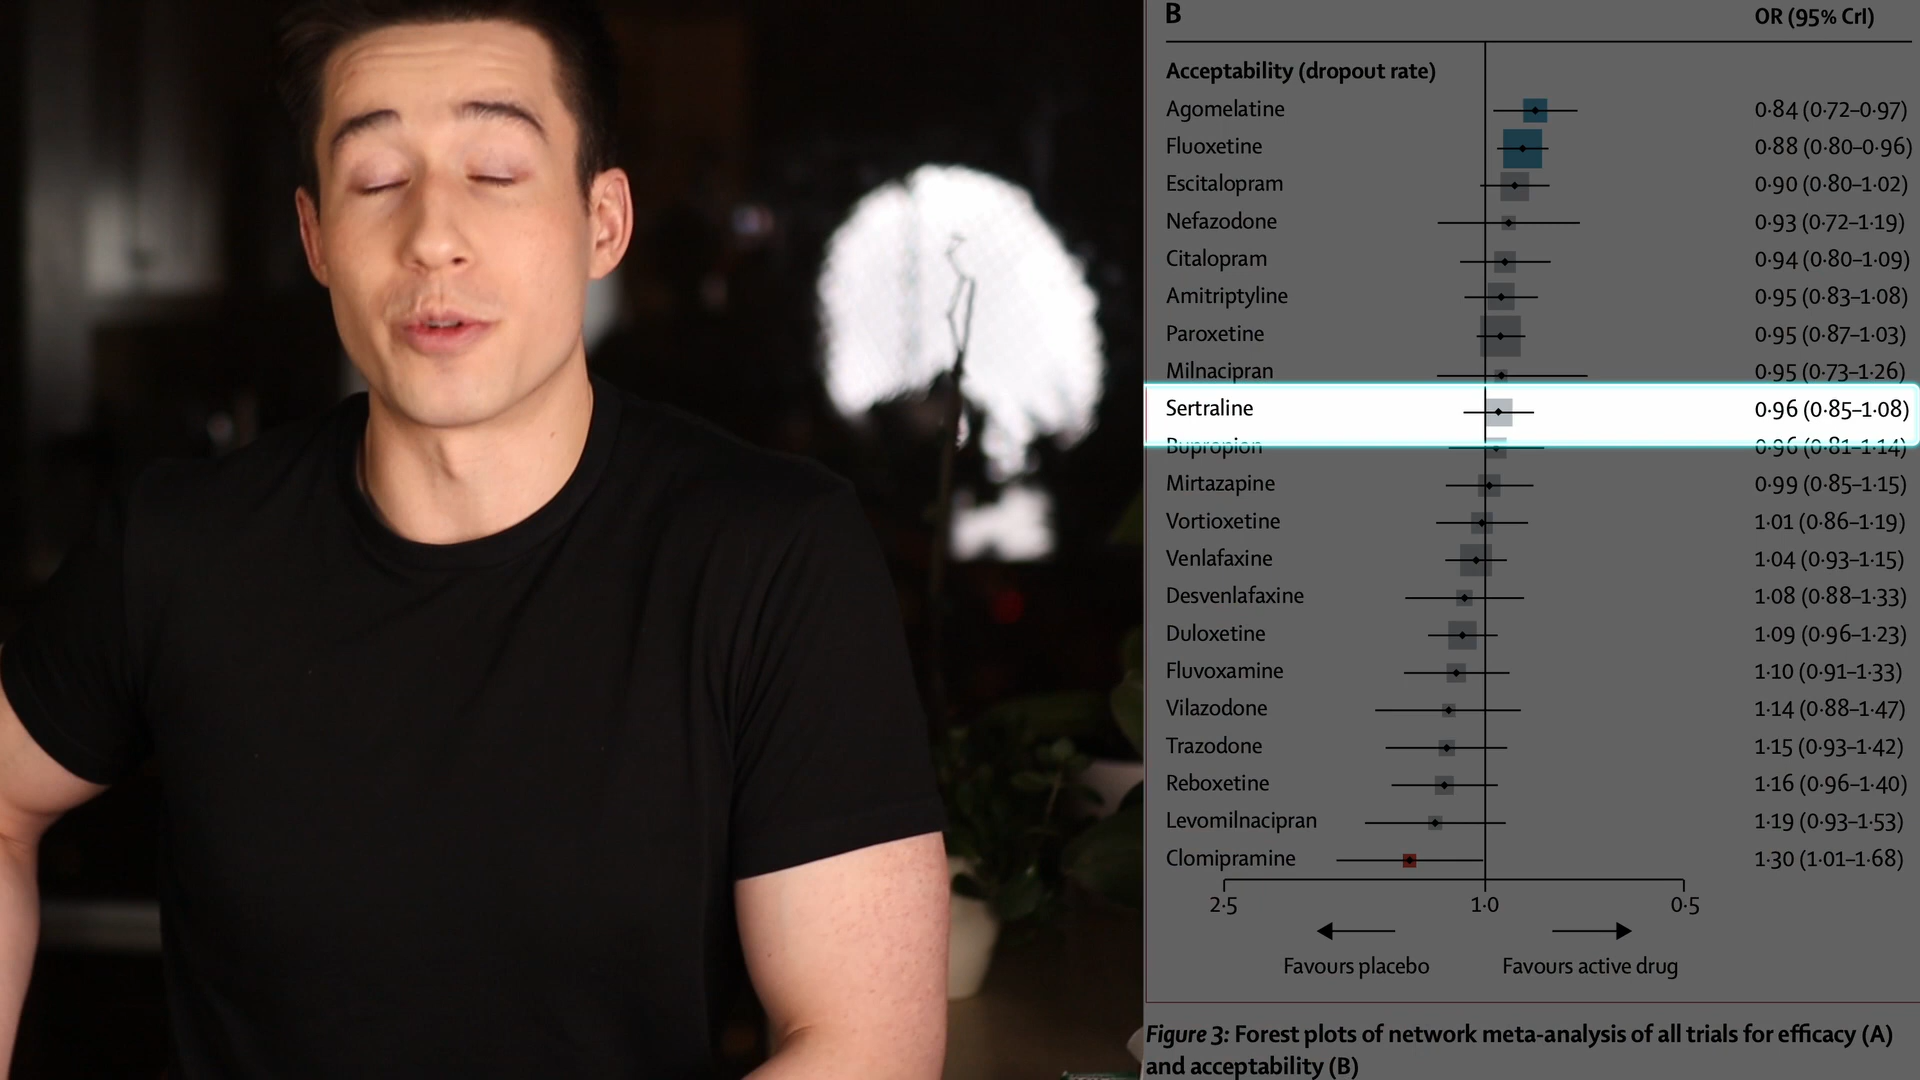 B OR (95% CrI)
Acceptability (dropout rate)
Agomelatine 0·84 (0·72–0·97)
Fluoxetine 0·88 (0·80–0·96)
Escitalopram 0·90 (0·80–1·02)
Nefazodone 0·93 (0·72–1·19)
Citalopram 0·94 (0·80–1·09)
Amitriptyline 0·95 (0·83–1·08)
Paroxetine 0·95 (0·87–1·03)
Milnacipran 0·95 (0·73–1·26)
Sertraline 0·96 (0·85–1·08)
Bupropion 0·96 (0·81–1·14)
Mirtazapine 0·99 (0·85–1·15)
Vortioxetine 1·01 (0·86–1·19)
Venlafaxine 1·04 (0·93–1·15)
Desvenlafaxine 1·08 (0·88–1·33)
Duloxetine 1·09 (0·96–1·23)
Fluvoxamine 1·10 (0·91–1·33)
Vilazodone 1·14 (0·88–1·47)
Trazodone 1·15 (0·93–1·42)
Reboxetine 1·16 (0·96–1·40)
Levomilnacipran 1·19 (0·93–1·53)
Clomipramine 1·30 (1·01–1·68)
2·5 1·0 0·5
Favours placebo Favours active drug
Figure 3: Forest plots of network meta-analysis of all trials for efficacy (A)
and acceptability (B)